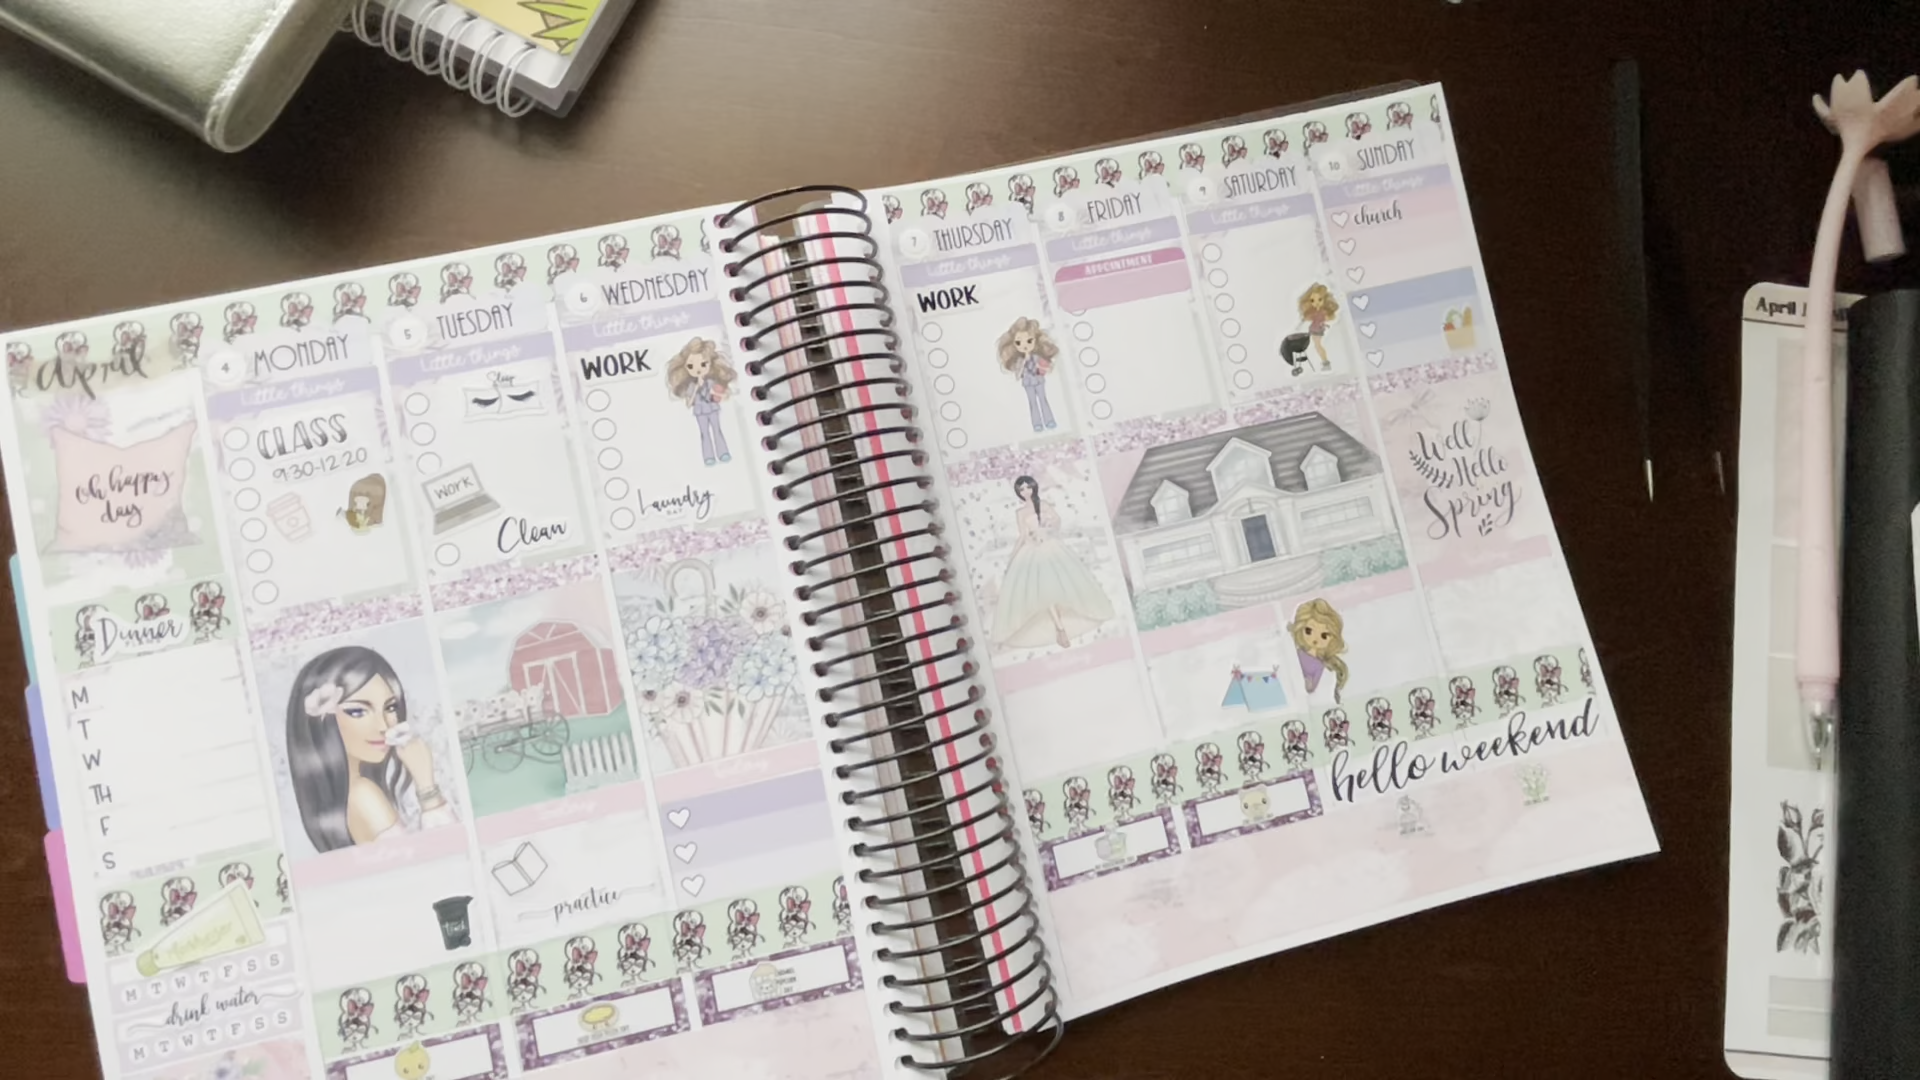 April
oh happy
day
Dinner
M
T
W
TH
F
S
M T W T F S S
drink water
M T W T F S S
4 MONDAY
Little things
CLASS
9:30-12:20
5 TUESDAY
Little things
Sleep
WORK
Clean
practice
6 WEDNESDAY
Little things
WORK
Laundry
DAY
7 THURSDAY
Little things
WORK
8 FRIDAY
Little things
APPOINTMENT
9 SATURDAY
Little things
10 SUNDAY
Little things
church
Well
Hello
Spring
hello weekend
April